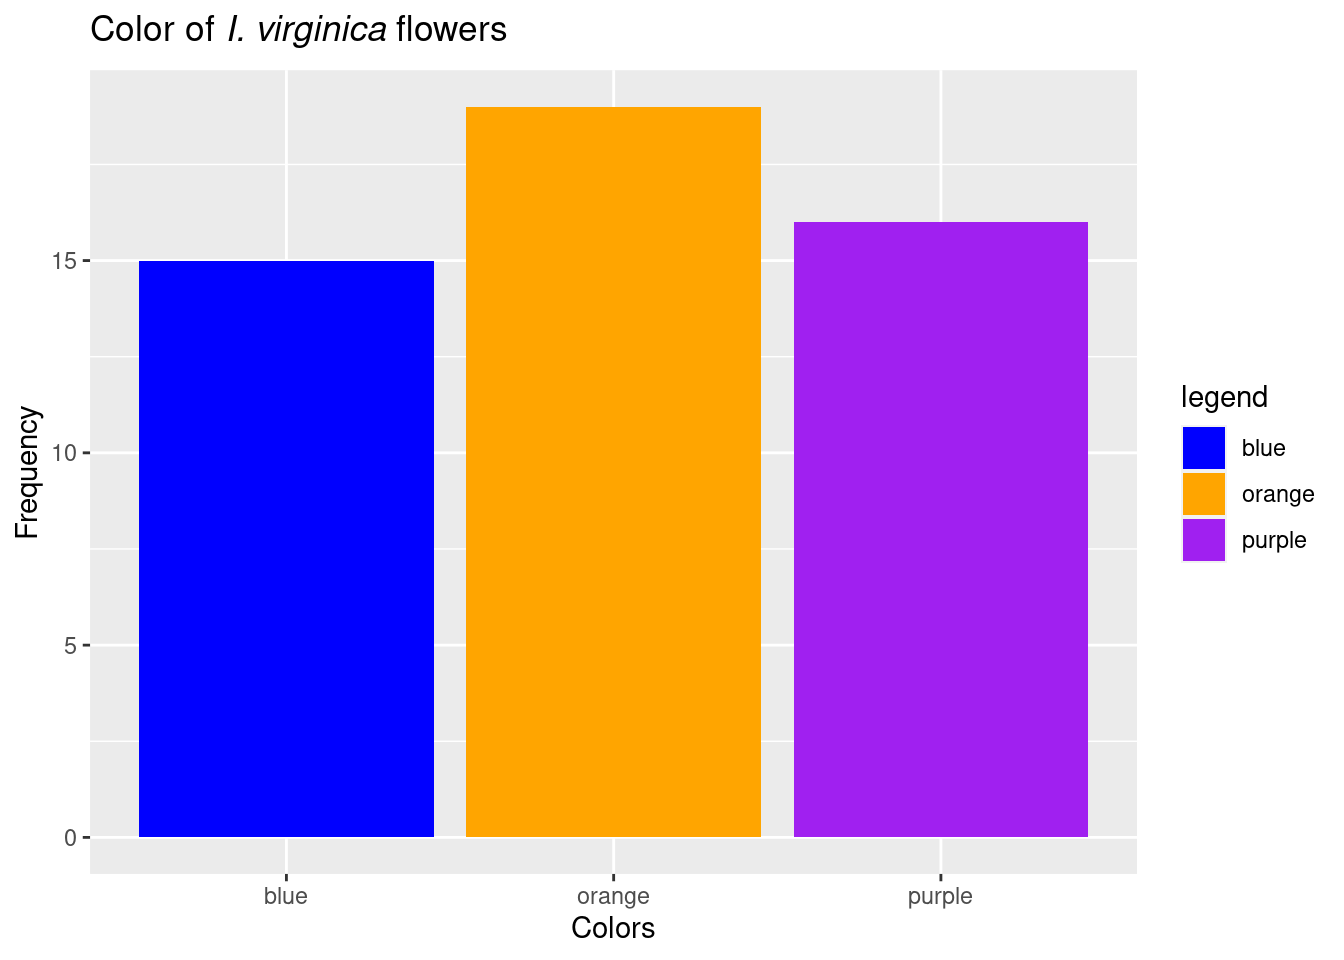 Color of I. virginica flowers
15
10
5
0
Frequency
blue
orange
purple
Colors
legend
blue
orange
purple